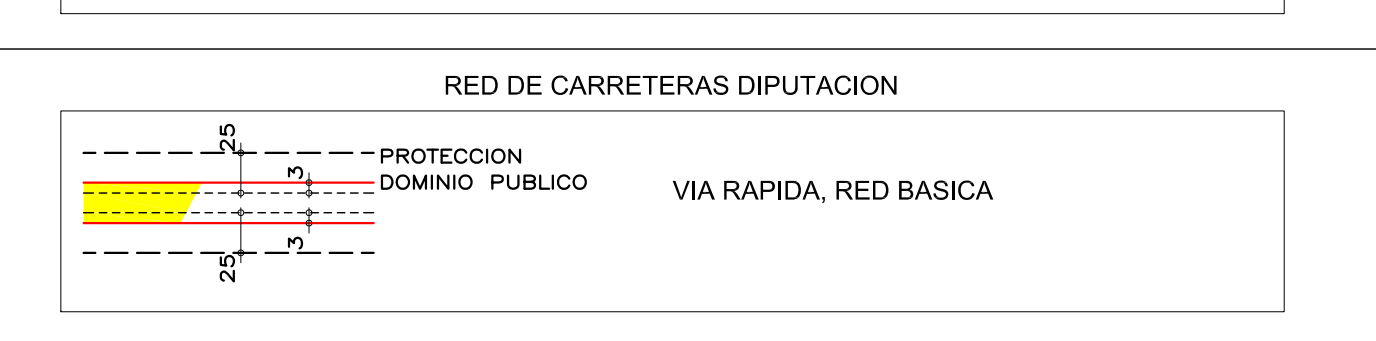 RED DE CARRETERAS DIPUTACION
25
PROTECCION
3
DOMINIO PUBLICO
VIA RAPIDA, RED BASICA
3
25